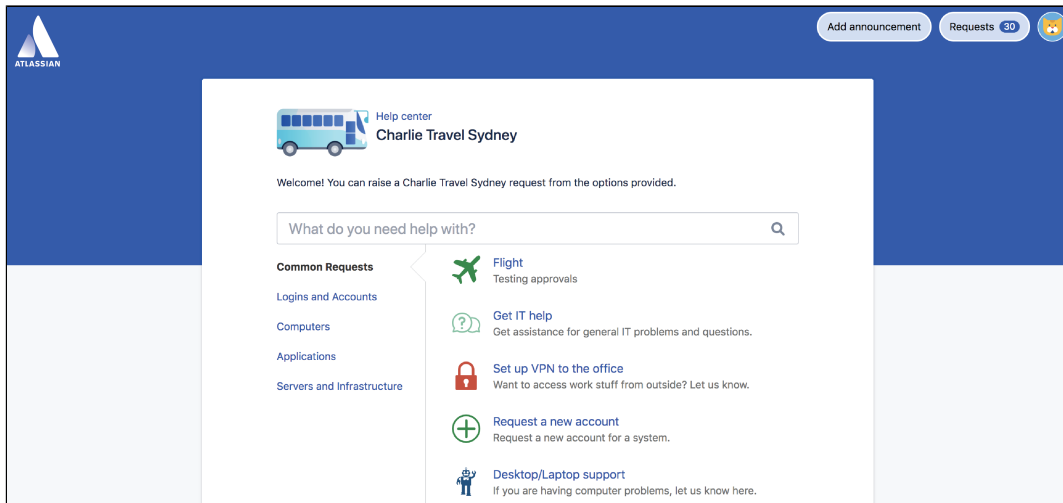 ATLASSIAN
Add announcement
Requests 30
Help center
Charlie Travel Sydney
Welcome! You can raise a Charlie Travel Sydney request from the options provided.
What do you need help with?
Common Requests
Logins and Accounts
Computers
Applications
Servers and Infrastructure
Flight
Testing approvals
Get IT help
Get assistance for general IT problems and questions.
Set up VPN to the office
Want to access work stuff from outside? Let us know.
Request a new account
Request a new account for a system.
Desktop/Laptop support
If you are having computer problems, let us know here.